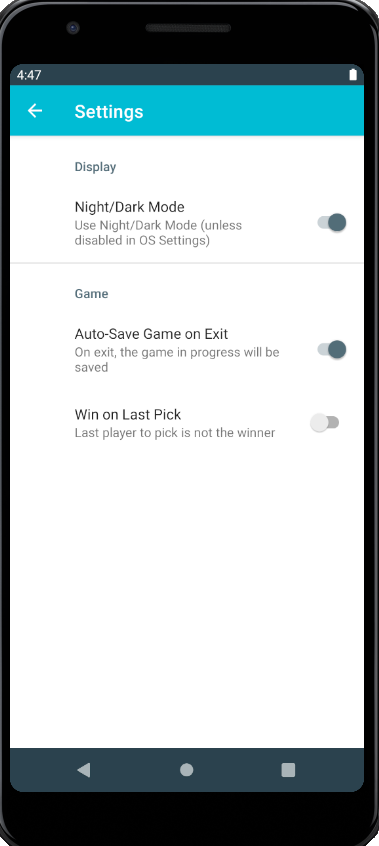 4:47
Settings
Display
Night/Dark Mode
Use Night/Dark Mode (unless
disabled in OS Settings)
Game
Auto-Save Game on Exit
On exit, the game in progress will be
saved
Win on Last Pick
Last player to pick is not the winner